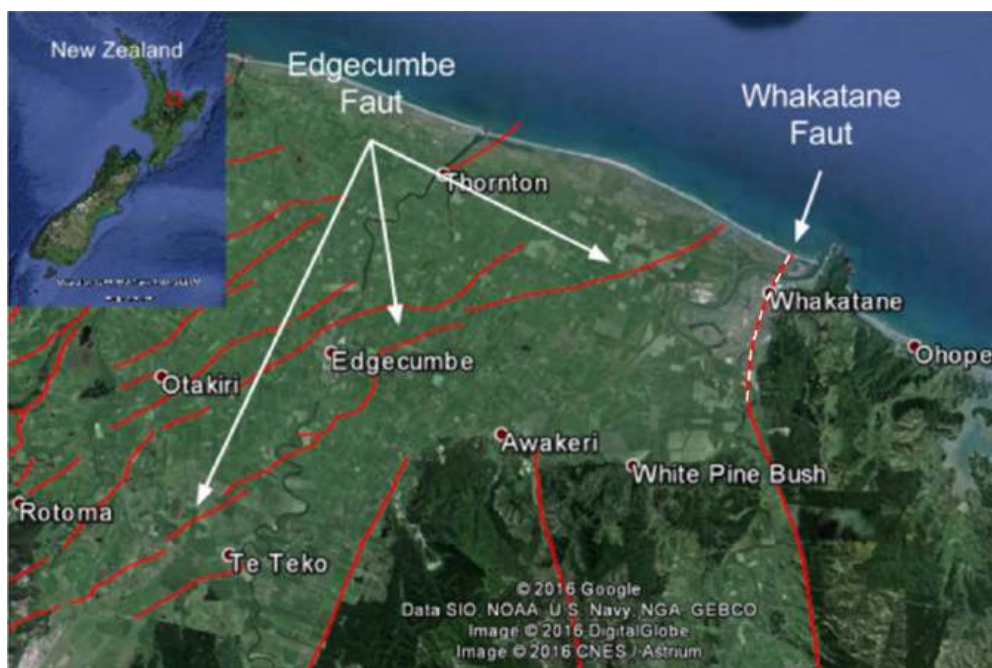 New Zealand
Edgecumbe
Faut
Whakatane
Faut
Thornton
Whakatane
Ohope
Edgecumbe
Otakiri
Awakeri
White Pine Bush
Rotoma
Te Teko
© 2016 Google
Data SIO, NOAA, U.S. Navy, NGA, GEBCO
Image © 2016 DigitalGlobe
Image © 2016 CNES / Astrium